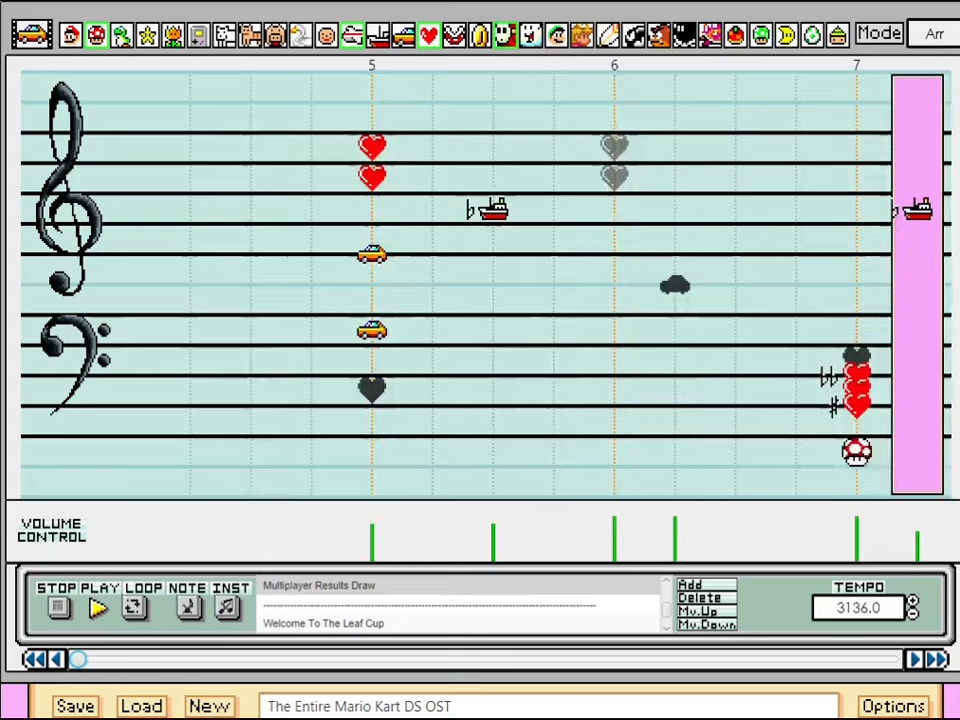 Mode Arr
5 6 7
VOLUME
CONTROL
STOP PLAY LOOP NOTE INST
Multiplayer Results Draw
Welcome To The Leaf Cup
Add
Delete
Mv.Up
Mv.Down
TEMPO
3136.0
Save Load New The Entire Mario Kart DS OST Options